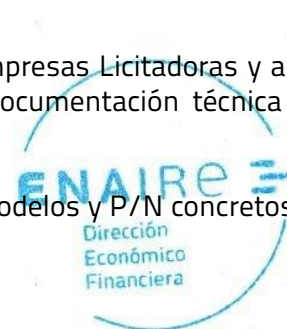 mpresas Licitadoras y a
ocumentación técnica
ENAIRe
odelos y P/N concretos
Dirección
Económico
Financiera